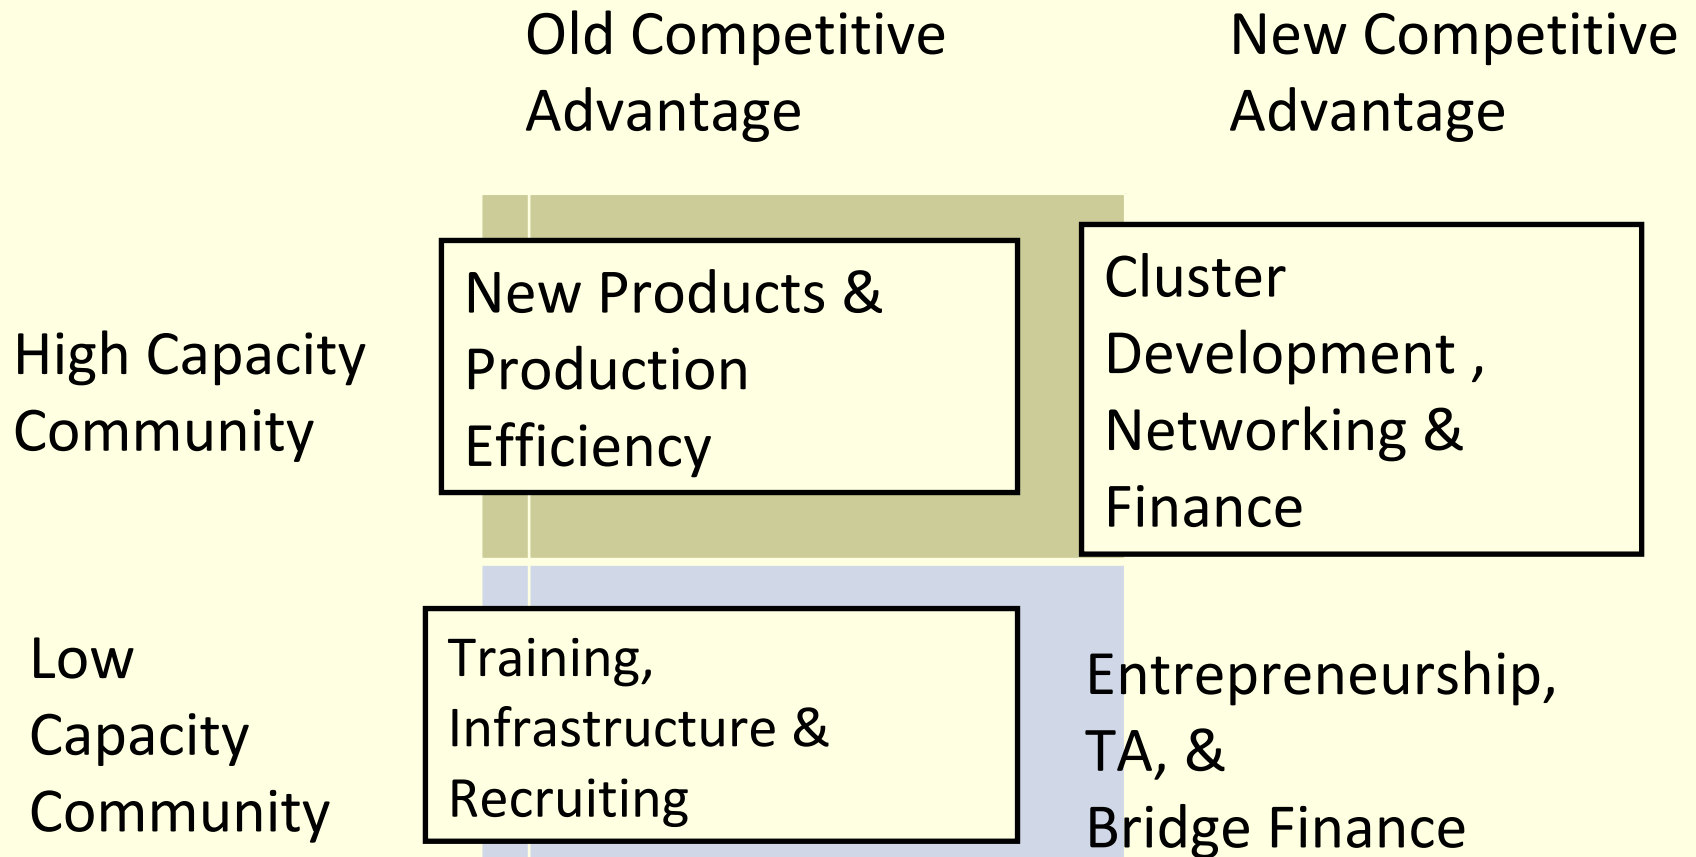 Old Competitive
Advantage
New Competitive
Advantage
High Capacity
Community
New Products &
Production
Efficiency
Cluster
Development ,
Networking &
Finance
Low
Capacity
Community
Training,
Infrastructure &
Recruiting
Entrepreneurship,
TA, &
Bridge Finance